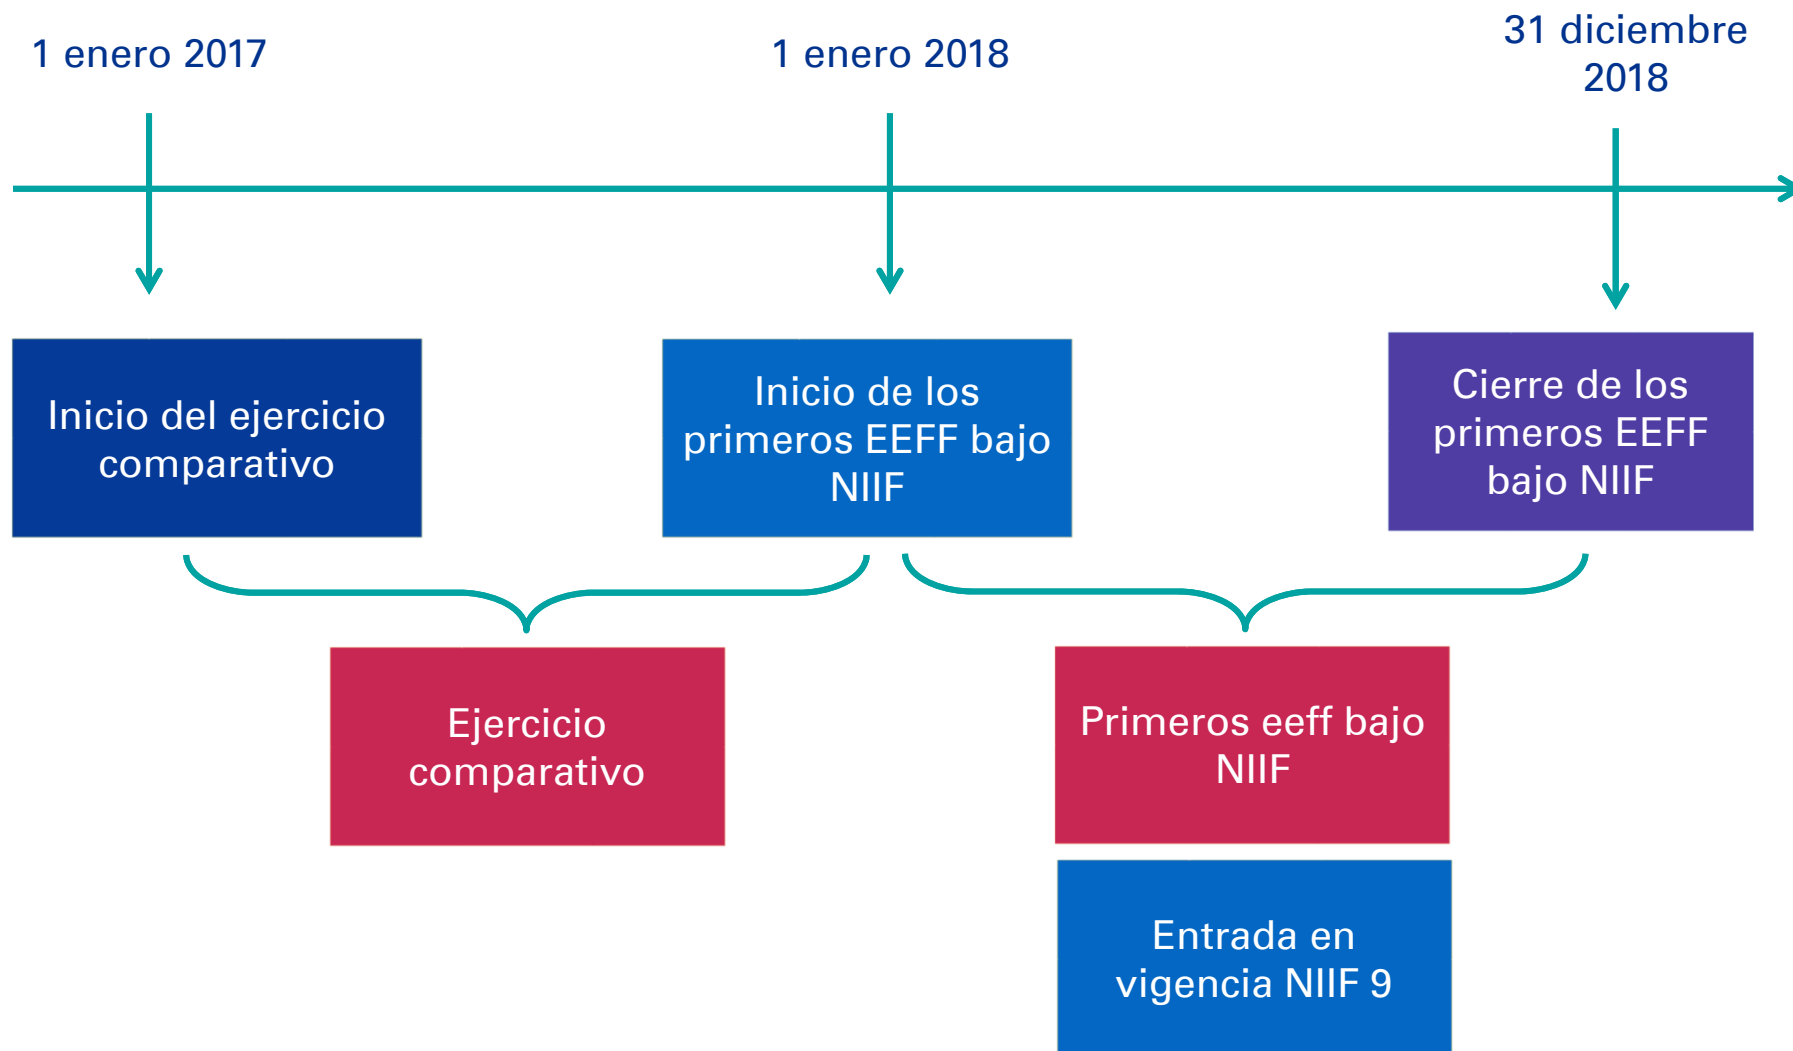 1 enero 2017
1 enero 2018
31 diciembre
2018
Inicio del ejercicio
comparativo
Inicio de los
primeros EEFF bajo
NIIF
Cierre de los
primeros EEFF
bajo NIIF
Ejercicio
comparativo
Primeros eeff bajo
NIIF
Entrada en
vigencia NIIF 9